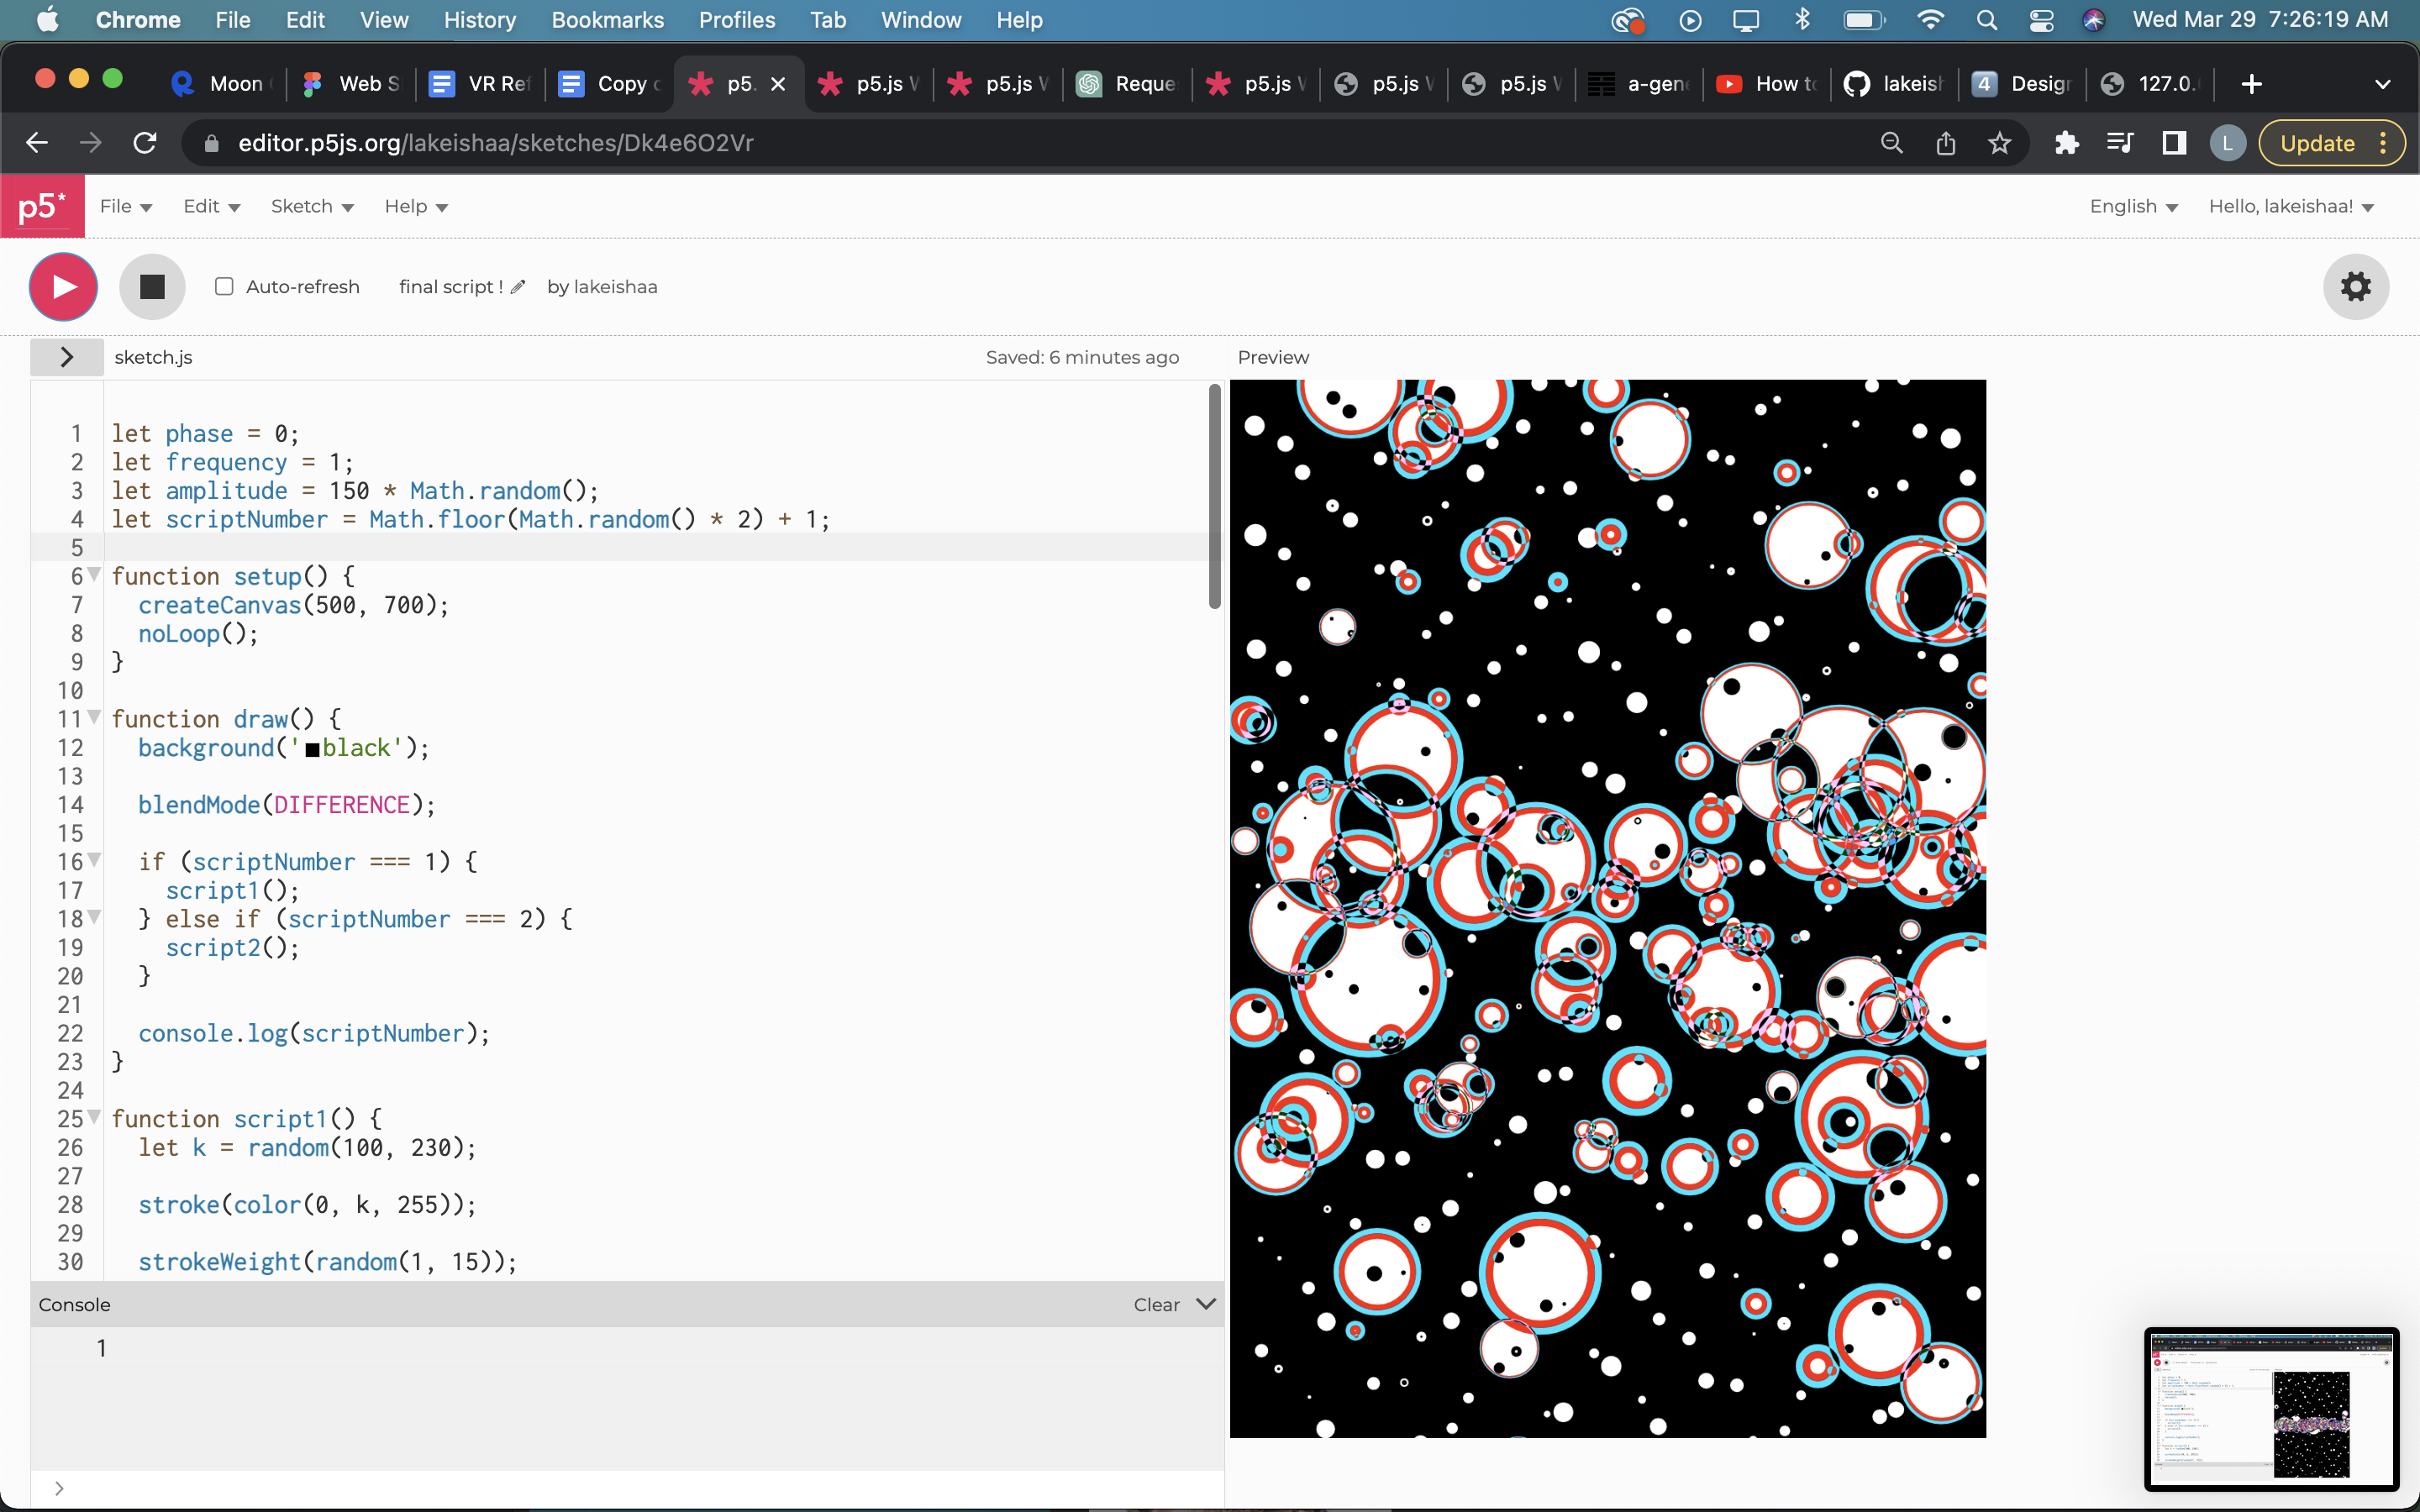 Chrome File Edit View History Bookmarks Profiles Tab Window Help Wed Mar 29 7:26:19 AM
Moon Web S VR Ref Copy p5. p5.js p5.js Reque p5.js p5.js p5.js a-gen How to lakeish 4 Design 127.0.
editor.p5js.org/lakeishaa/sketches/Dk4e6O2Vr L Update
p5* File Edit Sketch Help English Hello, lakeishaa!
Auto-refresh final script ! by lakeishaa
sketch.js Saved: 6 minutes ago Preview
1 let phase = 0;
2 let frequency = 1;
3 let amplitude = 150 * Math.random();
4 let scriptNumber = Math.floor(Math.random() * 2) + 1;
5
6 function setup() {
7 createCanvas(500, 700);
8 noLoop();
9 }
10
11 function draw() {
12 background('black');
13
14 blendMode(DIFFERENCE);
15
16 if (scriptNumber === 1) {
17 script1();
18 } else if (scriptNumber === 2) {
19 script2();
20 }
21
22 console.log(scriptNumber);
23 }
24
25 function script1() {
26 let k = random(100, 230);
27
28 stroke(color(0, k, 255));
29
30 strokeWeight(random(1, 15));
Console Clear
1